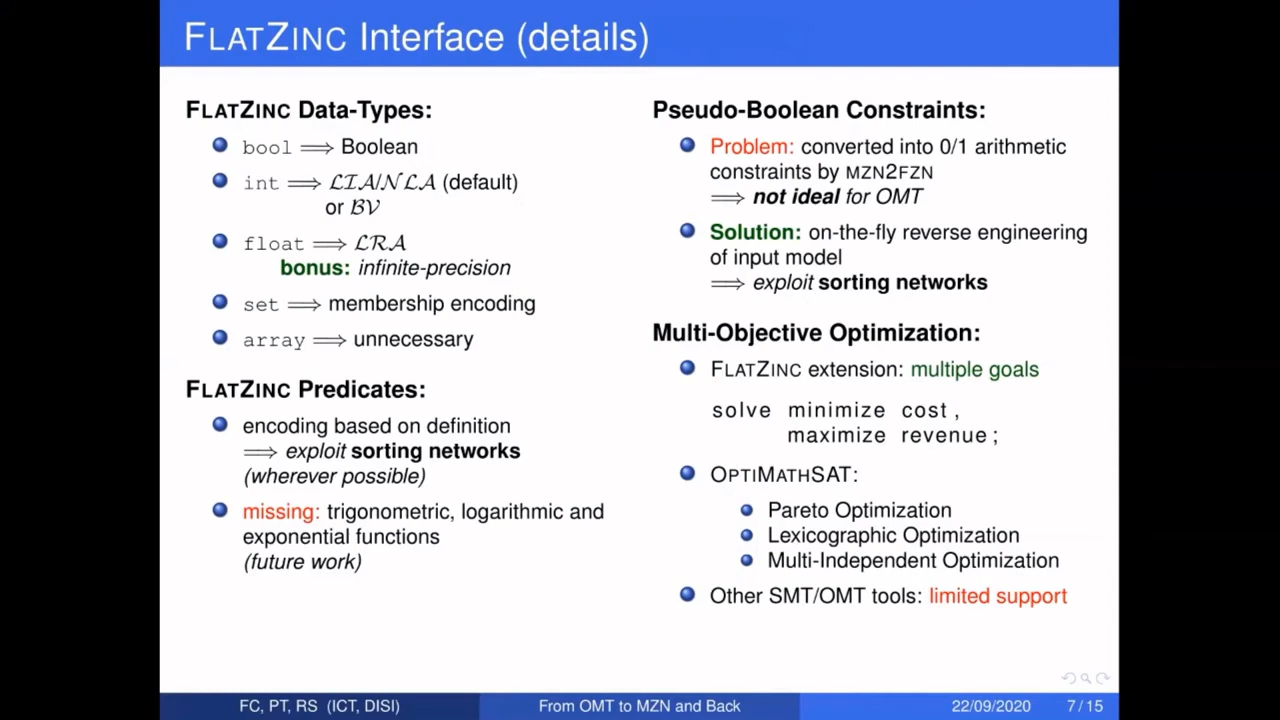 FLATZINC Interface (details)
FLATZINC Data-Types:
bool ⟹ Boolean
int ⟹ LIA/NLA (default)
or BV
float ⟹ LRA
bonus: infinite-precision
set ⟹ membership encoding
array ⟹ unnecessary
FLATZINC Predicates:
encoding based on definition
⟹ exploit sorting networks
(wherever possible)
missing: trigonometric, logarithmic and
exponential functions
(future work)
Pseudo-Boolean Constraints:
Problem: converted into 0/1 arithmetic
constraints by MZN2FZN
⟹ not ideal for OMT
Solution: on-the-fly reverse engineering
of input model
⟹ exploit sorting networks
Multi-Objective Optimization:
FLATZINC extension: multiple goals
solve minimize cost,
maximize revenue;
OPTIMATHSAT:
Pareto Optimization
Lexicographic Optimization
Multi-Independent Optimization
Other SMT/OMT tools: limited support
FC, PT, RS (ICT, DISI)
From OMT to MZN and Back
22/09/2020
7 / 15